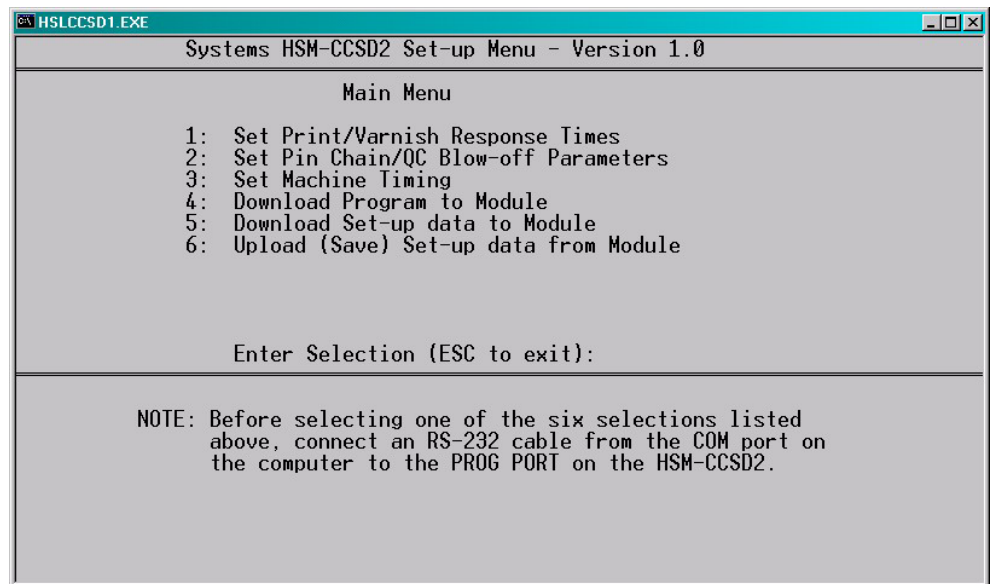 HSLCCSD1.EXE
Systems HSM-CCSD2 Set-up Menu - Version 1.0
Main Menu
1: Set Print/Varnish Response Times
2: Set Pin Chain/QC Blow-off Parameters
3: Set Machine Timing
4: Download Program to Module
5: Download Set-up data to Module
6: Upload (Save) Set-up data from Module
Enter Selection (ESC to exit):
NOTE: Before selecting one of the six selections listed
above, connect an RS-232 cable from the COM port on
the computer to the PROG PORT on the HSM-CCSD2.